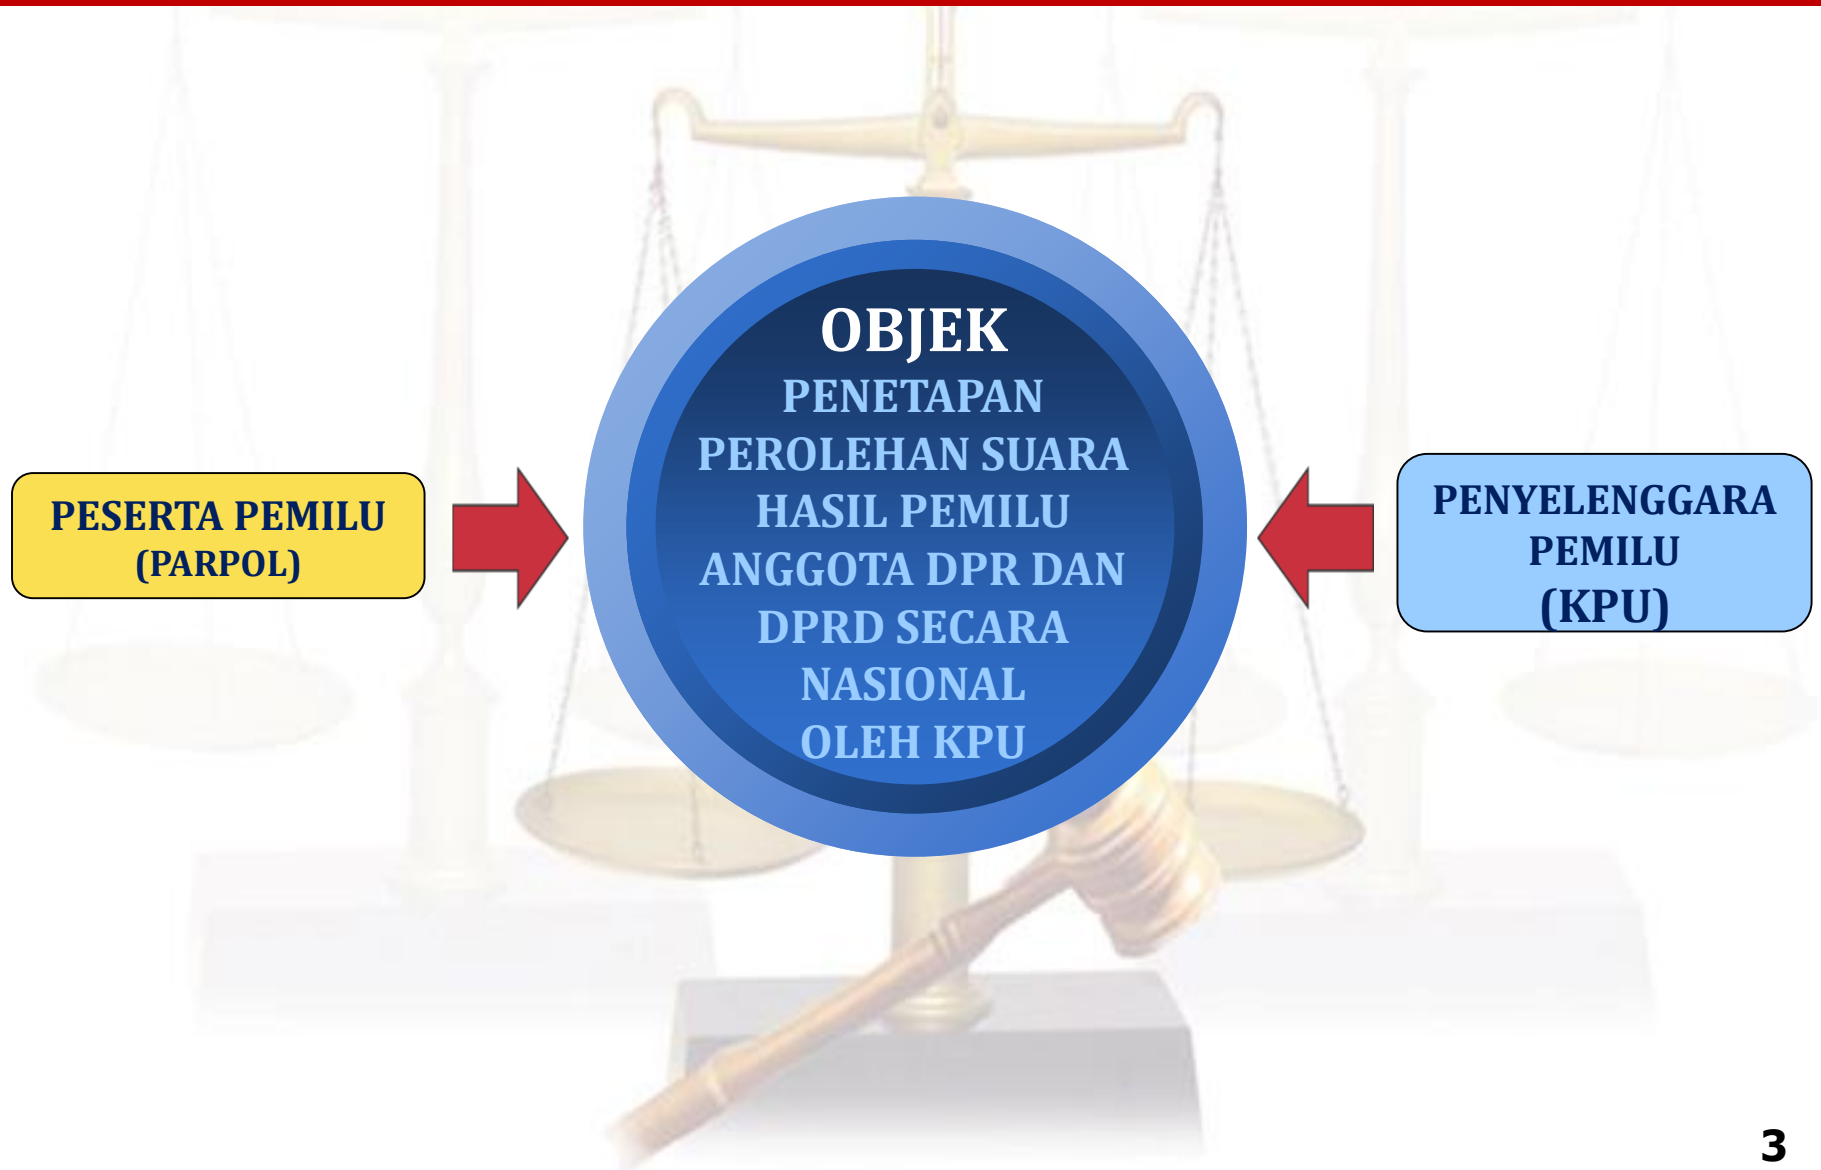 PESERTA PEMILU
(PARPOL)
OBJEK
PENETAPAN
PEROLEHAN SUARA
HASIL PEMILU
ANGGOTA DPR DAN
DPRD SECARA
NASIONAL
OLEH KPU
PENYELENGGARA
PEMILU
(KPU)
3